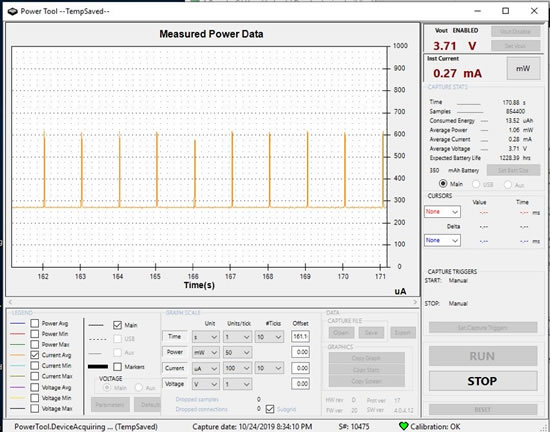 Power Tool --TempSaved--
Measured Power Data
1000
900
800
700
600
500
400
300
200
100
0
162 163 164 165 166 167 168 169 170 171
Time(s)
uA
Vout ENABLED
3.71 V
Vout Disable
Set Vout
Inst Current
0.27 mA
mW
CAPTURE STATS
Time 170.88 s
Samples 854400
Consumed Energy 13.52 uAh
Average Power 1.06 mW
Average Current 0.28 mA
Average Voltage 3.71 V
Expected Battery Life 1228.39 hrs
350 mAh Battery Set Batt Size
Main USB Aux
CURSORS Value Time
None -.-- -.-- ms
Delta
None -.-- -.-- ms
CAPTURE TRIGGERS
START: Manual
STOP: Manual
Set Capture Triggers
RUN
STOP
RESET
LEGEND
Power Avg
Power Min
Power Max
Current Avg
Current Min
Current Max
Voltage Avg
Voltage Min
Voltage Max
Main
USB
Aux
Markers
VOLTAGE
Main Aux
Parameters
Defaults
GRAPH SCALE
Unit Units/tick #Ticks Offset
Time s 1 10 161.1
Power mW 50 0.00
Current uA 100 10 0.00
Voltage V 1 0.00
Dropped samples 0
Dropped connections 0 Subgrid
DATA
CAPTURE FILE
Open Save Export
GRAPHICS
Copy Graph
Copy Stats
Copy Screen
HW rev D Prot ver 17
FW ver 20 SW ver 4.0.4.12
PowerTool.DeviceAcquiring ... (TempSaved) Capture date: 10/24/2019 8:34:10 PM S#: 10475 Calibration: OK